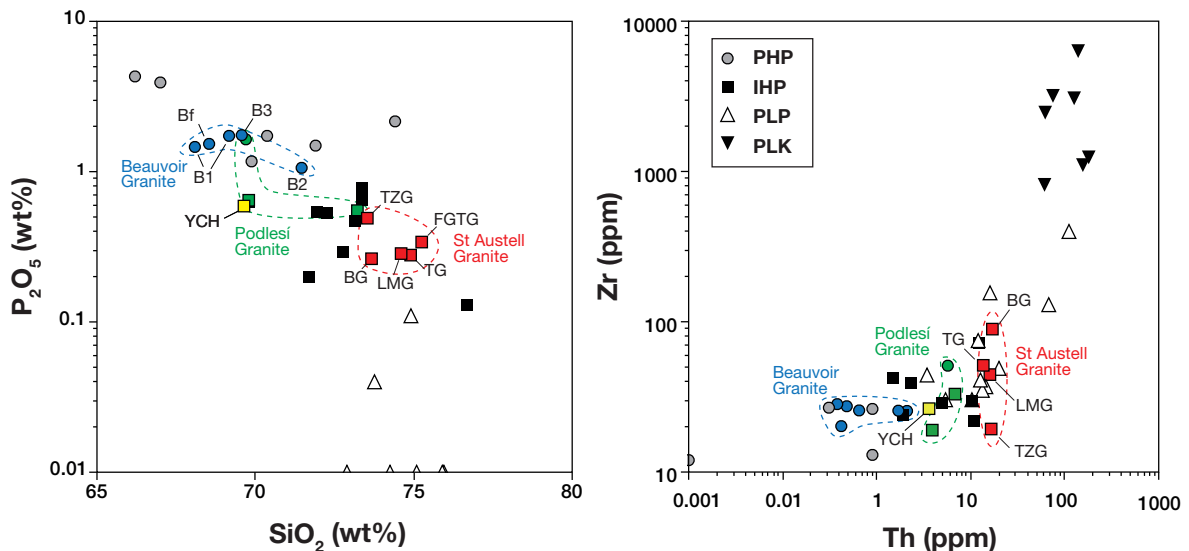 10
1
0.1
0.01
P2O5 (wt%)
65
70
75
80
SiO2 (wt%)
Bf
B3
Beauvoir
Granite
B1
B2
YCH
Podlesí
Granite
TZG
FGTG
St Austell
Granite
BG
LMG
TG
10000
1000
100
10
Zr (ppm)
0.001
0.01
0.1
1
10
100
1000
Th (ppm)
PHP
IHP
PLP
PLK
BG
Podlesí
Granite
TG
St Austell
Granite
Beauvoir
Granite
LMG
YCH
TZG